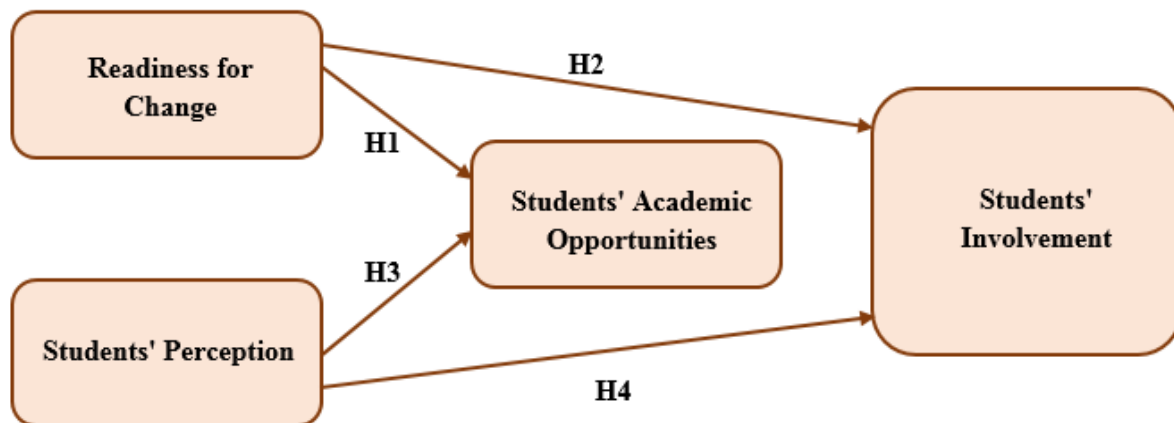 Readiness for
Change
H2
H1
Students' Academic
Opportunities
Students'
Involvement
H3
Students' Perception
H4